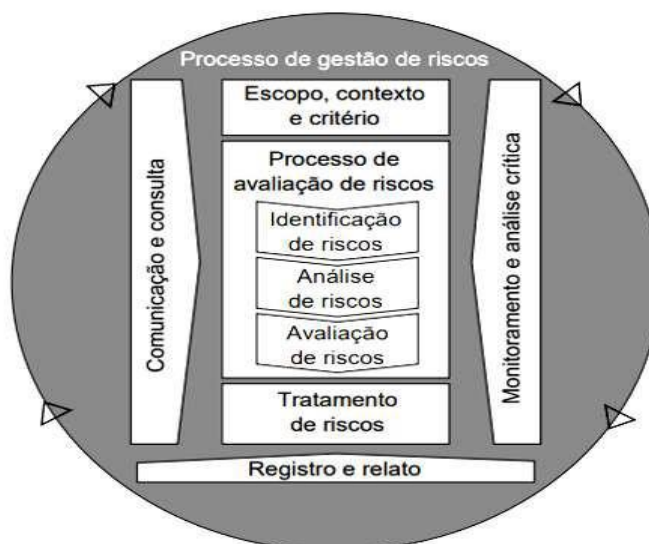 Processo de gestão de riscos
Escopo, contexto
e critério
Processo de
avaliação de riscos
Identificação
de riscos
Análise
de riscos
Avaliação
de riscos
Tratamento
de riscos
Comunicação e consulta
Monitoramento e análise crítica
Registro e relato